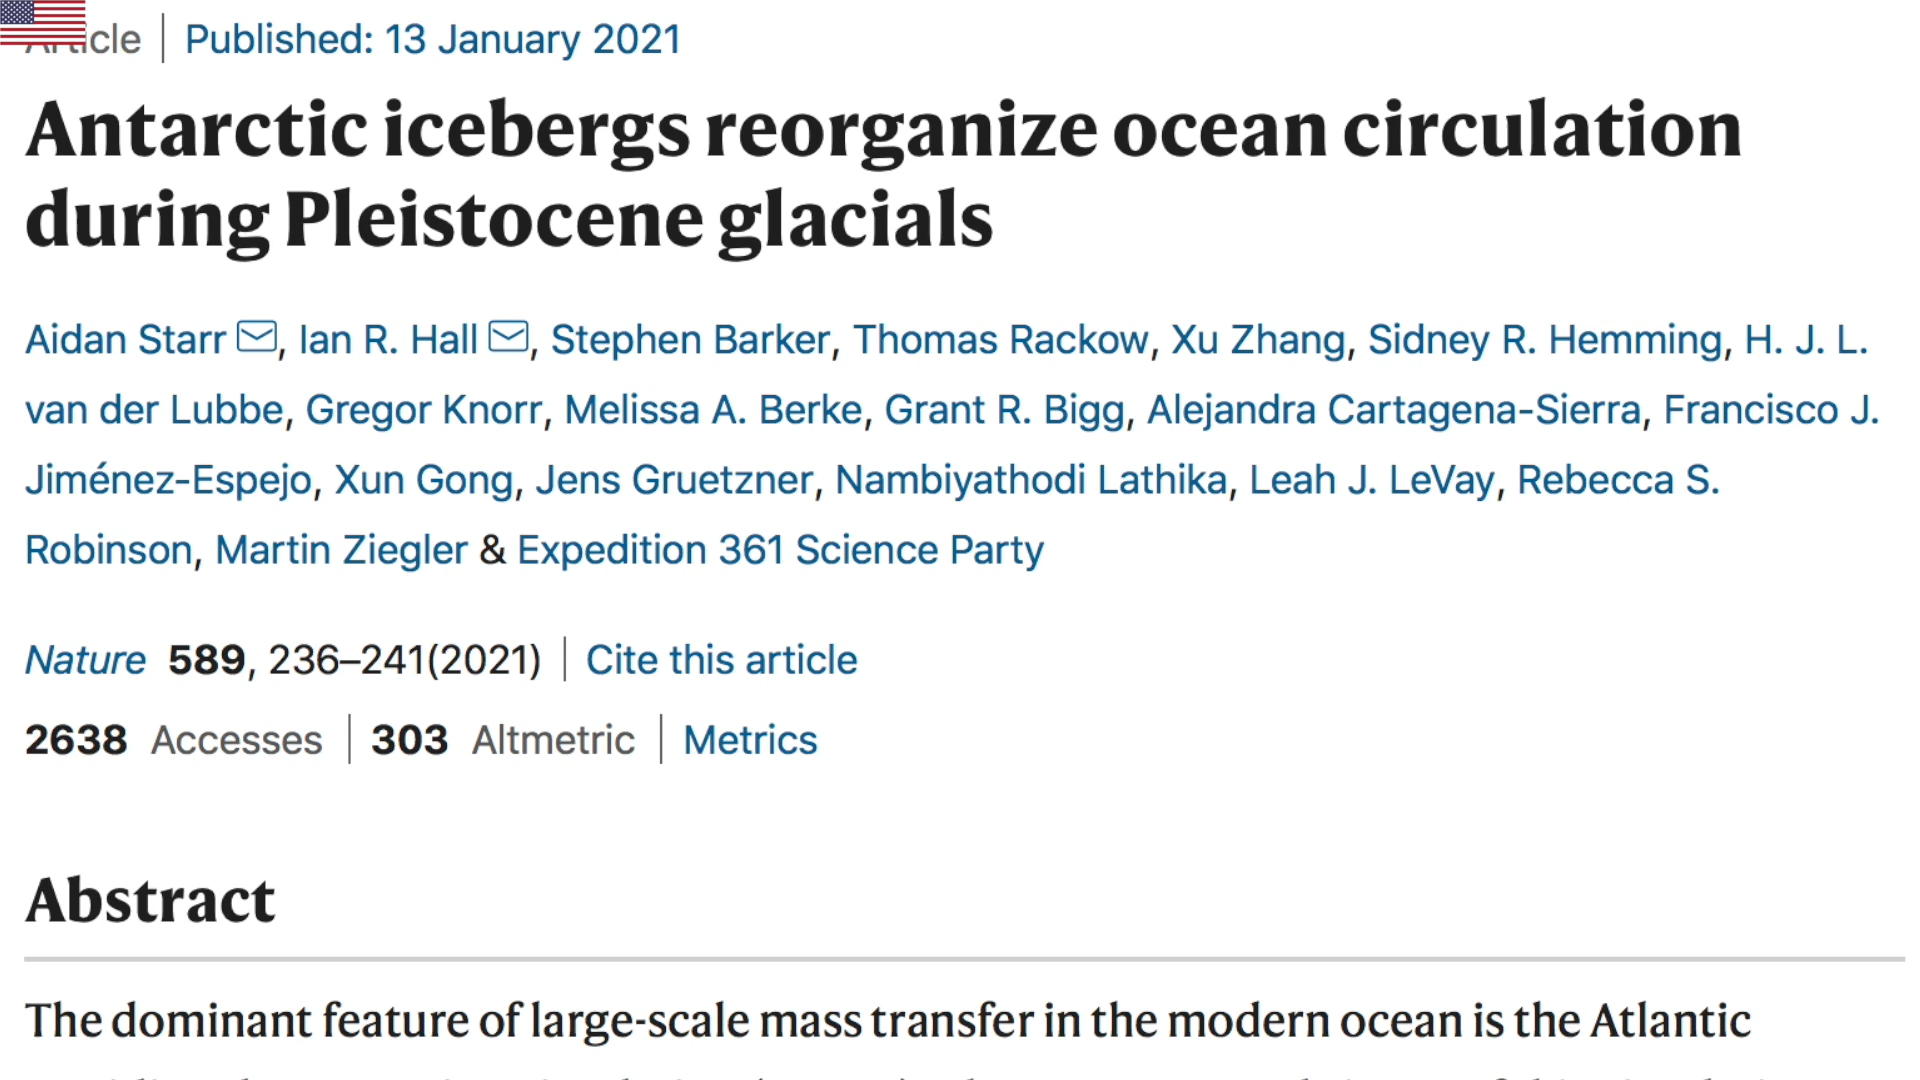 Article | Published: 13 January 2021
Antarctic icebergs reorganize ocean circulation
during Pleistocene glacials
Aidan Starr, Ian R. Hall, Stephen Barker, Thomas Rackow, Xu Zhang, Sidney R. Hemming, H. J. L.
van der Lubbe, Gregor Knorr, Melissa A. Berke, Grant R. Bigg, Alejandra Cartagena-Sierra, Francisco J.
Jiménez-Espejo, Xun Gong, Jens Gruetzner, Nambiyathodi Lathika, Leah J. LeVay, Rebecca S.
Robinson, Martin Ziegler & Expedition 361 Science Party
Nature 589, 236–241(2021) | Cite this article
2638 Accesses | 303 Altmetric | Metrics
Abstract
The dominant feature of large-scale mass transfer in the modern ocean is the Atlantic